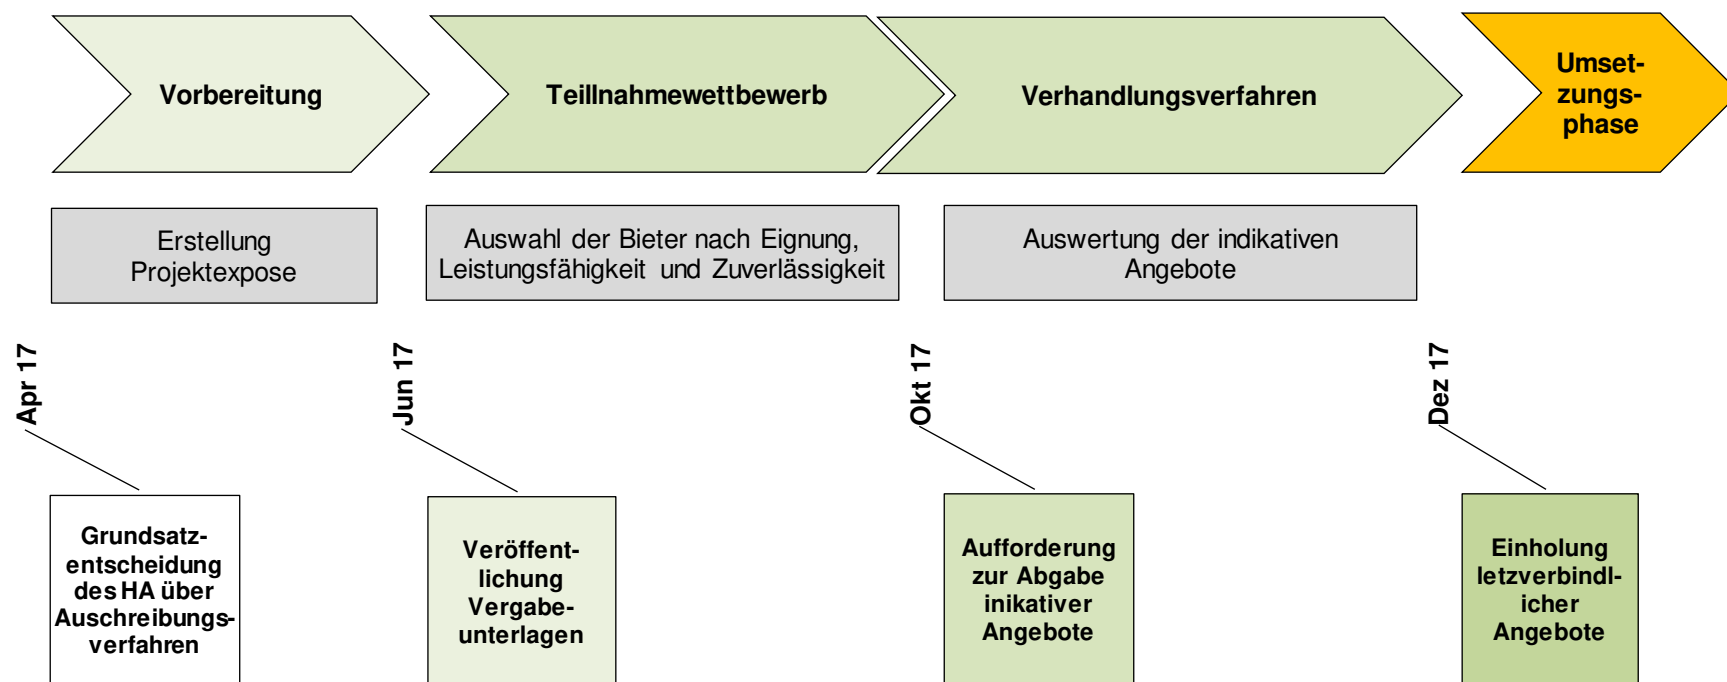 Vorbereitung
Teillnahmewettbewerb
Verhandlungsverfahren
Umset-
zungs-
phase
Erstellung
Projektexpose
Auswahl der Bieter nach Eignung,
Leistungsfähigkeit und Zuverlässigkeit
Auswertung der indikativen
Angebote
Apr 17
Jun 17
Okt 17
Dez 17
Grundsatz-
entscheidung
des HA über
Auschreibungs-
verfahren
Veröffent-
lichung
Vergabe-
unterlagen
Aufforderung
zur Abgabe
inikativer
Angebote
Einholung
letzverbindl-
icher
Angebote